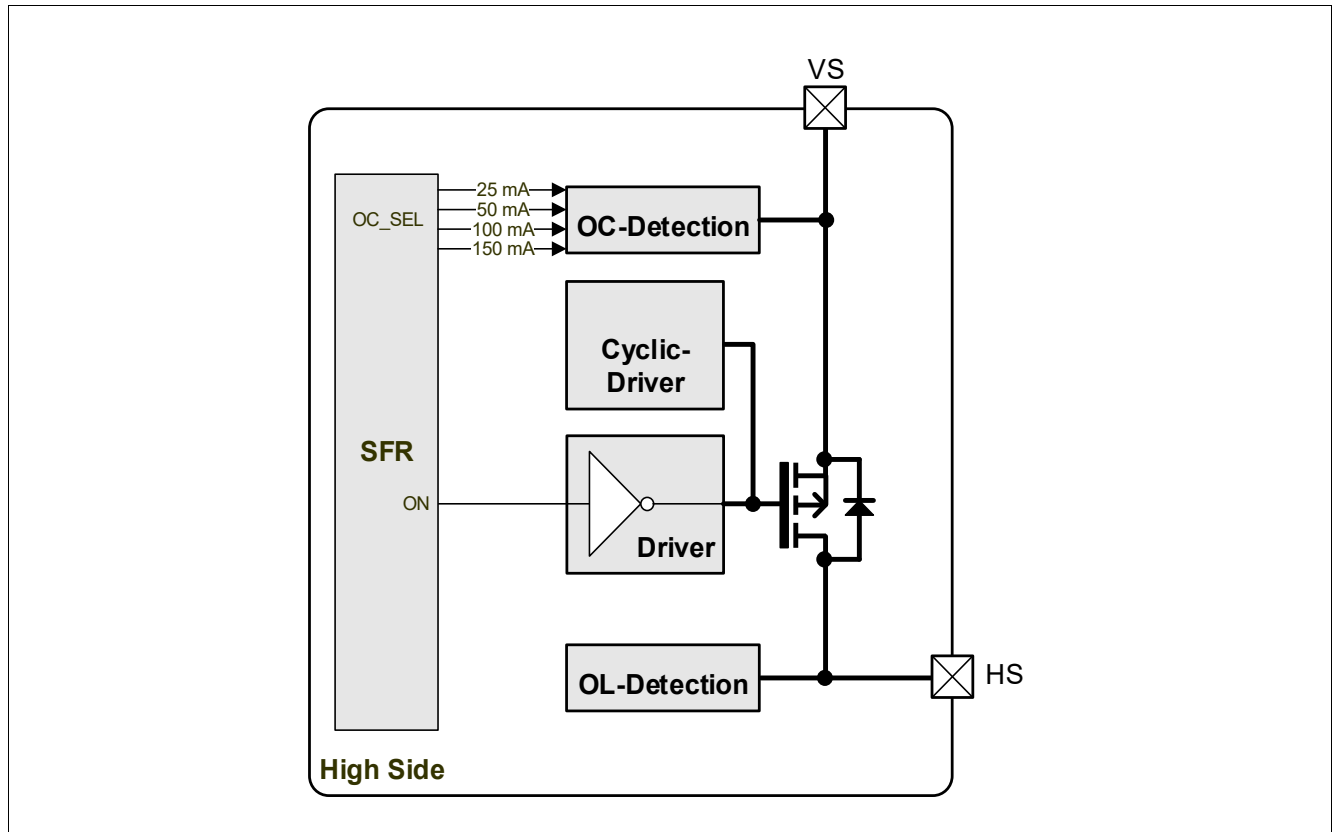 VS
25 mA
50 mA
100 mA
150 mA
OC_SEL
OC-Detection
Cyclic-
Driver
SFR
ON
Driver
OL-Detection
HS
High Side